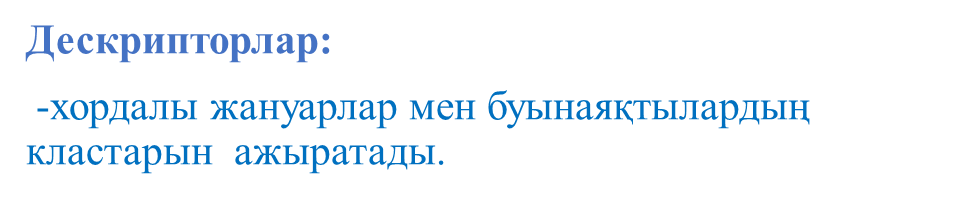 Дескрипторлар:
-хордалы жануарлар мен буынаяқтылардың
кластарын  ажыратады.